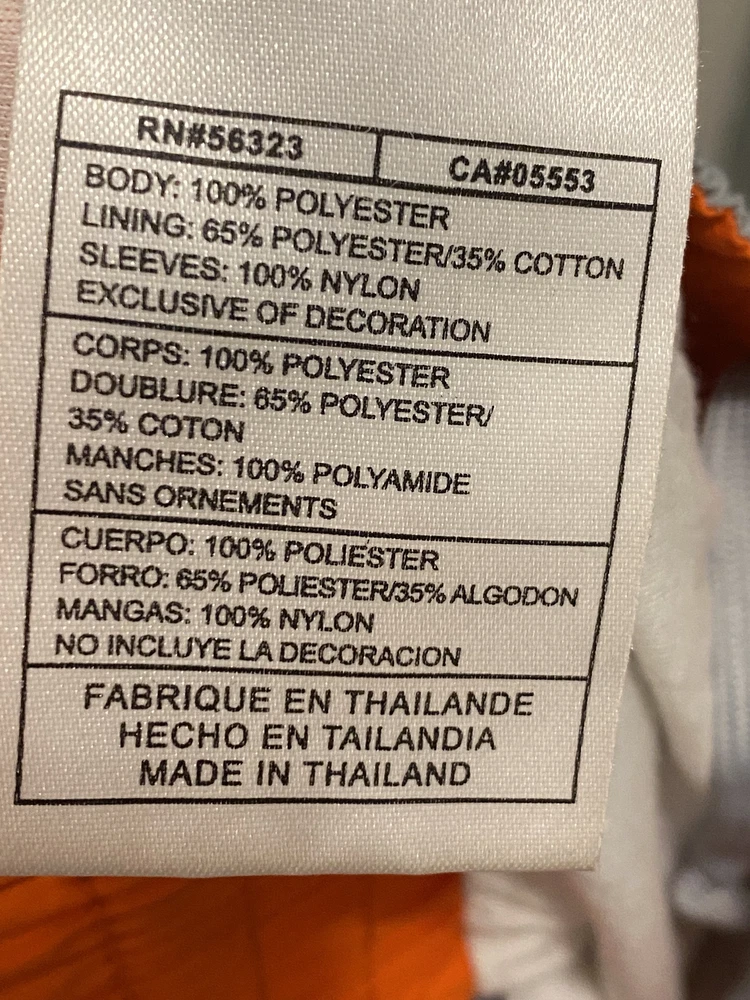 RN#56323 CA#05553
BODY: 100% POLYESTER
LINING: 65% POLYESTER/35% COTTON
SLEEVES: 100% NYLON
EXCLUSIVE OF DECORATION
CORPS: 100% POLYESTER
DOUBLURE: 65% POLYESTER/
35% COTON
MANCHES: 100% POLYAMIDE
SANS ORNEMENTS
CUERPO: 100% POLIESTER
FORRO: 65% POLIESTER/35% ALGODON
MANGAS: 100% NYLON
NO INCLUYE LA DECORACION
FABRIQUE EN THAILANDE
HECHO EN TAILANDIA
MADE IN THAILAND